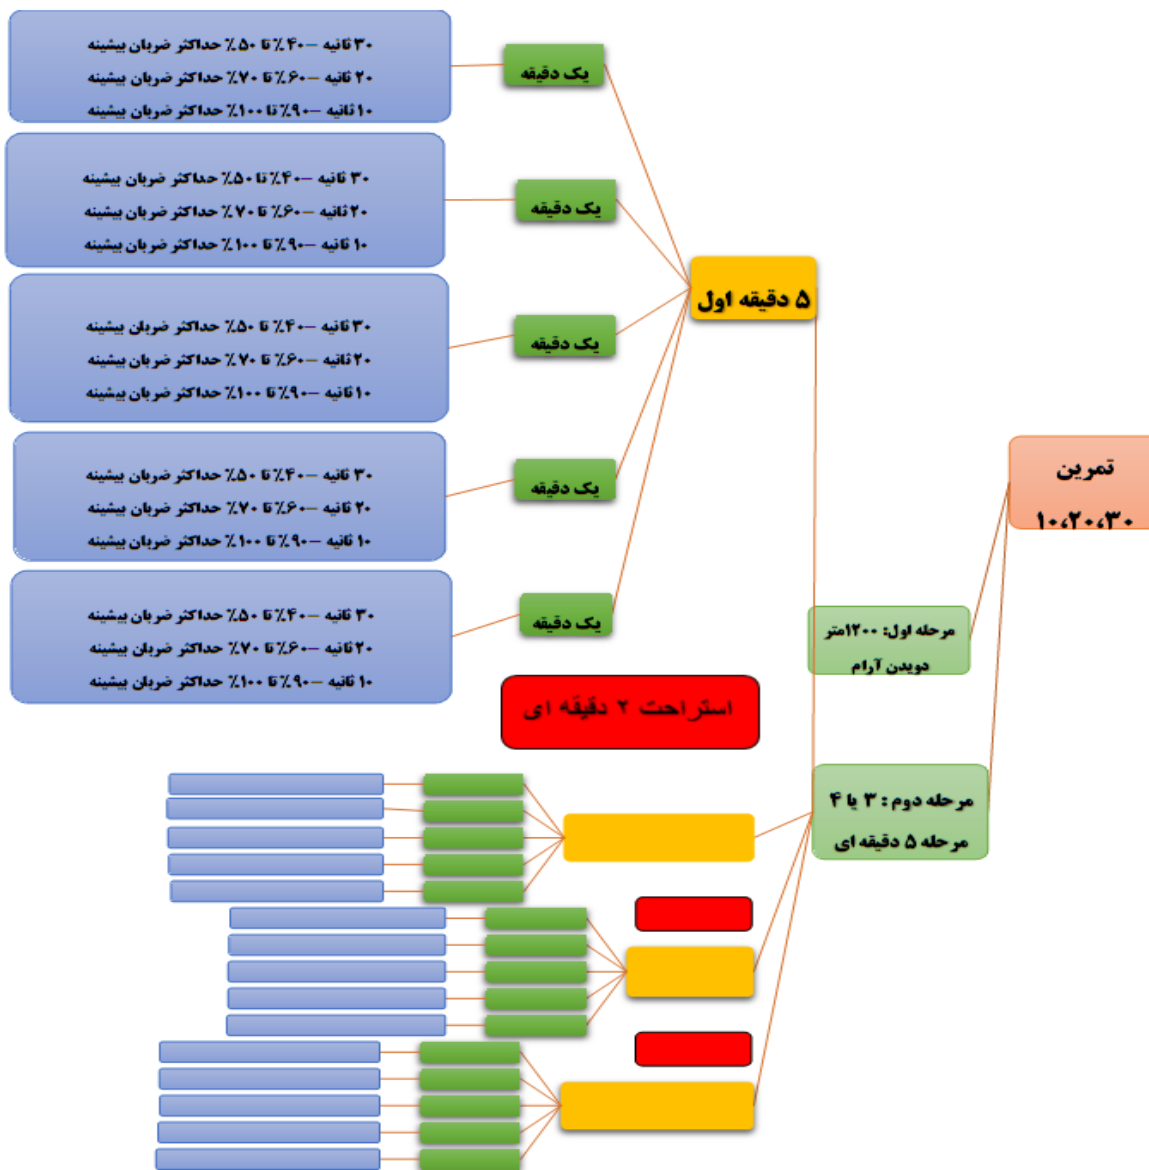 تمرین
۱۰،۲۰،۳۰
مرحله اول: ۱۲۰۰متر
دویدن آرام
مرحله دوم : ۳ یا ۴
مرحله ۵ دقیقه ای
۵ دقیقه اول
یک دقیقه
۳۰ ثانیه –۴۰٪ تا ۵۰٪ حداکثر ضربان بیشینه
۲۰ ثانیه –۶۰٪ تا ۷۰٪ حداکثر ضربان بیشینه
۱۰ ثانیه –۹۰٪ تا ۱۰۰٪ حداکثر ضربان بیشینه
یک دقیقه
۳۰ ثانیه –۴۰٪ تا ۵۰٪ حداکثر ضربان بیشینه
۲۰ ثانیه –۶۰٪ تا ۷۰٪ حداکثر ضربان بیشینه
۱۰ ثانیه –۹۰٪ تا ۱۰۰٪ حداکثر ضربان بیشینه
یک دقیقه
۳۰ ثانیه –۴۰٪ تا ۵۰٪ حداکثر ضربان بیشینه
۲۰ ثانیه –۶۰٪ تا ۷۰٪ حداکثر ضربان بیشینه
۱۰ ثانیه –۹۰٪ تا ۱۰۰٪ حداکثر ضربان بیشینه
یک دقیقه
۳۰ ثانیه –۴۰٪ تا ۵۰٪ حداکثر ضربان بیشینه
۲۰ ثانیه –۶۰٪ تا ۷۰٪ حداکثر ضربان بیشینه
۱۰ ثانیه –۹۰٪ تا ۱۰۰٪ حداکثر ضربان بیشینه
یک دقیقه
۳۰ ثانیه –۴۰٪ تا ۵۰٪ حداکثر ضربان بیشینه
۲۰ ثانیه –۶۰٪ تا ۷۰٪ حداکثر ضربان بیشینه
۱۰ ثانیه –۹۰٪ تا ۱۰۰٪ حداکثر ضربان بیشینه
استراحت ۲ دقیقه ای